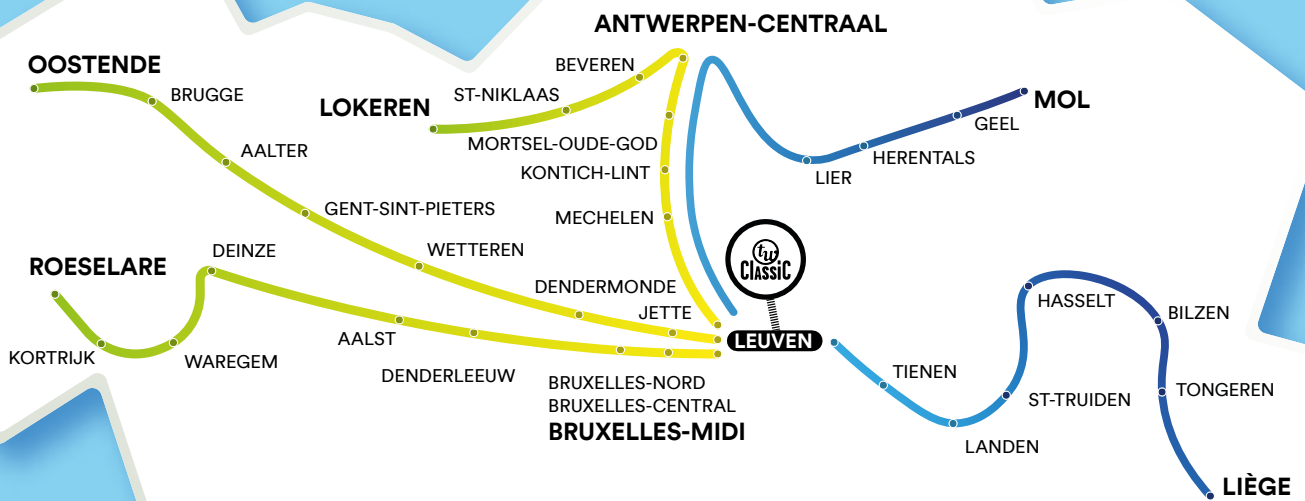 ANTWERPEN-CENTRAAL
OOSTENDE
BEVEREN
BRUGGE
ST-NIKLAAS
LOKEREN
MOL
GEEL
AALTER
MORTSEL-OUDE-GOD
HERENTALS
KONTICH-LINT
LIER
GENT-SINT-PIETERS
MECHELEN
WETTEREN
DEINZE
tw
CLASSiC
ROESELARE
DENDERMONDE
HASSELT
JETTE
BILZEN
AALST
LEUVEN
KORTRIJK
WAREGEM
DENDERLEEUW
TIENEN
BRUXELLES-NORD
BRUXELLES-CENTRAL
BRUXELLES-MIDI
TONGEREN
ST-TRUIDEN
LANDEN
LIÈGE